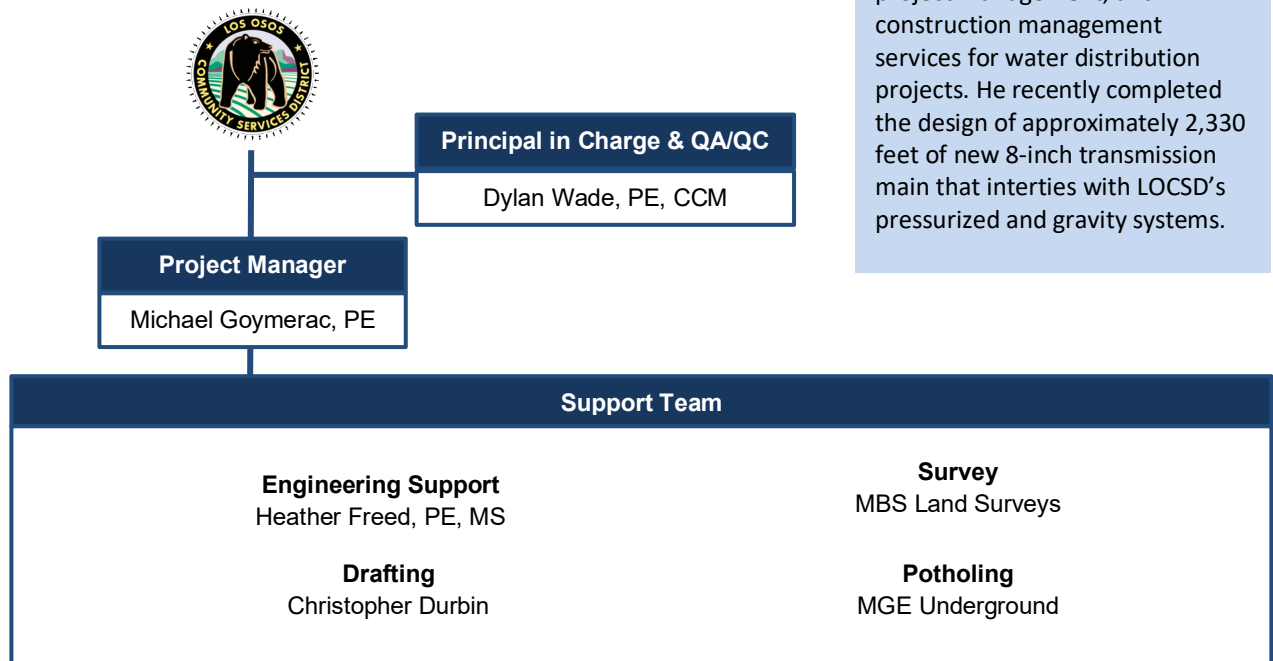 LOS OSOS
COMMUNITY SERVICES DISTRICT
construction management
services for water distribution
projects. He recently completed
the design of approximately 2,330
feet of new 8-inch transmission
main that interties with LOCSD’s
pressurized and gravity systems.
Principal in Charge & QA/QC
Dylan Wade, PE, CCM
Project Manager
Michael Goymerac, PE
Support Team
Engineering Support
Heather Freed, PE, MS
Survey
MBS Land Surveys
Drafting
Christopher Durbin
Potholing
MGE Underground